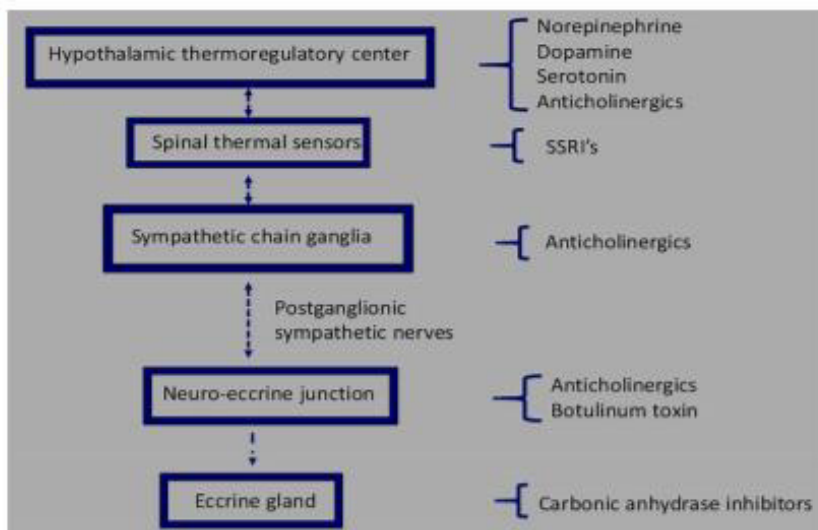 Hypothalamic thermoregulatory center
Norepinephrine
Dopamine
Serotonin
Anticholinergics
Spinal thermal sensors
SSRI's
Sympathetic chain ganglia
Anticholinergics
Postganglionic
sympathetic nerves
Neuro-eccrine junction
Anticholinergics
Botulinum toxin
Eccrine gland
Carbonic anhydrase inhibitors